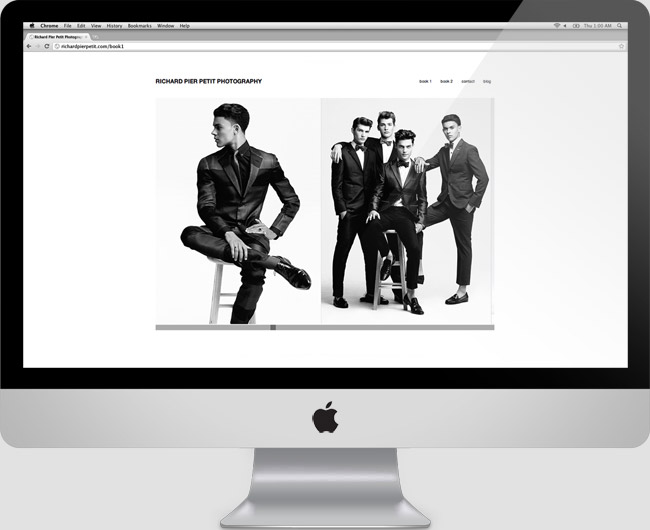 Chrome File Edit View History Bookmarks Window Help
Thu 1:00 AM
Richard Pier Petit Photograp
richardpierpetit.com/book1
RICHARD PIER PETIT PHOTOGRAPHY
book 1 book 2 contact blog